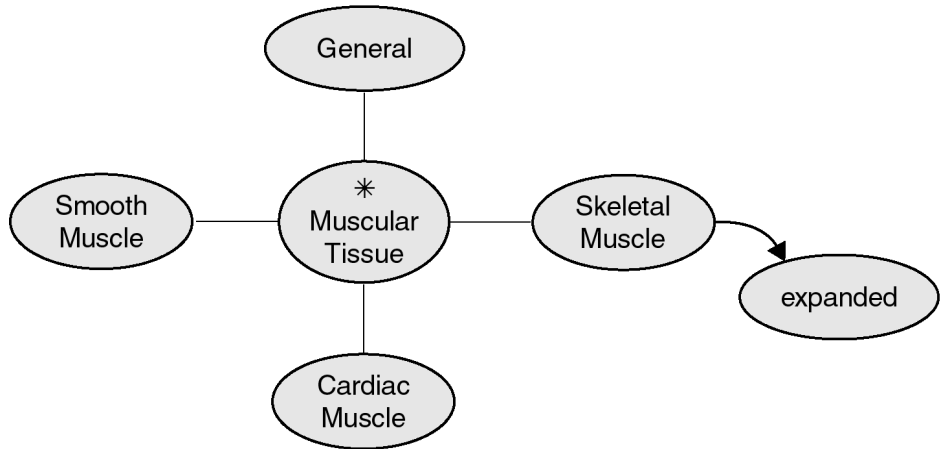 General
Smooth
Muscle
✳
Muscular
Tissue
Skeletal
Muscle
expanded
Cardiac
Muscle